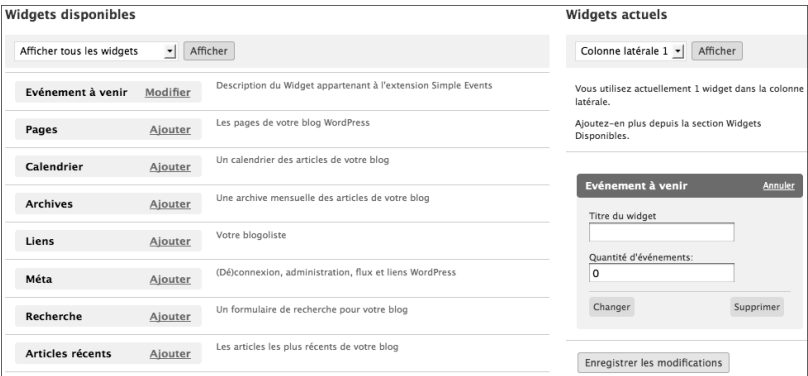 Widgets disponibles
Afficher tous les widgets
Afficher
Evénement à venir Modifier Description du Widget appartenant à l'extension Simple Events
Pages Ajouter Les pages de votre blog WordPress
Calendrier Ajouter Un calendrier des articles de votre blog
Archives Ajouter Une archive mensuelle des articles de votre blog
Liens Ajouter Votre blogoliste
Méta Ajouter (Dé)connexion, administration, flux et liens WordPress
Recherche Ajouter Un formulaire de recherche pour votre blog
Articles récents Ajouter Les articles les plus récents de votre blog
Widgets actuels
Colonne latérale 1
Afficher
Vous utilisez actuellement 1 widget dans la colonne
latérale.
Ajoutez-en plus depuis la section Widgets
Disponibles.
Evénement à venir Annuler
Titre du widget
Quantité d'événements:
0
Changer Supprimer
Enregistrer les modifications